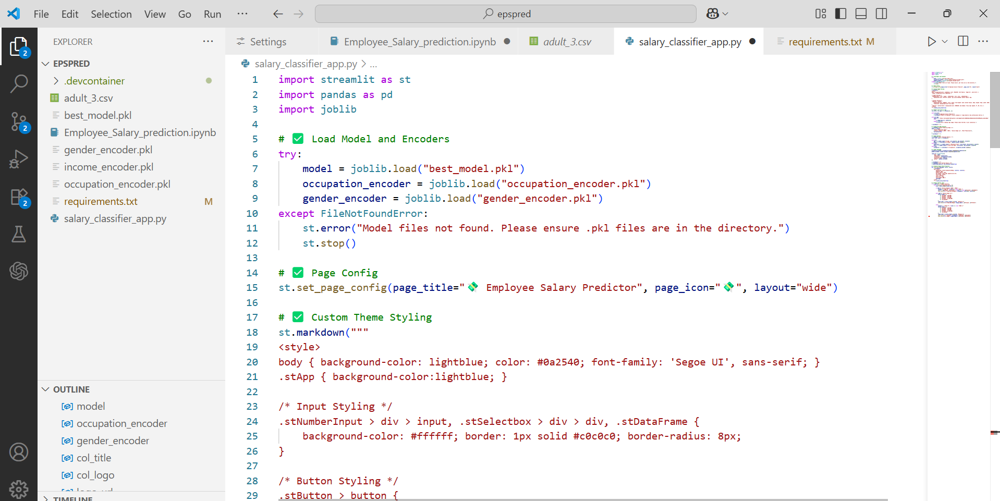 File Edit Selection View Go Run ··· epspred
EXPLORER ···
EPSPRED
.devcontainer
adult_3.csv
best_model.pkl
Employee_Salary_prediction.ipynb
gender_encoder.pkl
income_encoder.pkl
occupation_encoder.pkl
requirements.txt M
salary_classifier_app.py
OUTLINE
model
occupation_encoder
gender_encoder
col_title
col_logo
TIMELINE
2
2
2
Settings Employee_Salary_prediction.ipynb adult_3.csv salary_classifier_app.py requirements.txt M
salary_classifier_app.py > ...
1 import streamlit as st
2 import pandas as pd
3 import joblib
4
5 # ✅ Load Model and Encoders
6 try:
7 model = joblib.load("best_model.pkl")
8 occupation_encoder = joblib.load("occupation_encoder.pkl")
9 gender_encoder = joblib.load("gender_encoder.pkl")
10 except FileNotFoundError:
11 st.error("Model files not found. Please ensure .pkl files are in the directory.")
12 st.stop()
13
14 # ✅ Page Config
15 st.set_page_config(page_title="💸 Employee Salary Predictor", page_icon="💸", layout="wide")
16
17 # ✅ Custom Theme Styling
18 st.markdown("""
19 <style>
20 body { background-color: lightblue; color: #0a2540; font-family: 'Segoe UI', sans-serif; }
21 .stApp { background-color:lightblue; }
22
23 /* Input Styling */
24 .stNumberInput > div > input, .stSelectbox > div > div, .stDataFrame {
25 background-color: #ffffff; border: 1px solid #c0c0c0; border-radius: 8px;
26 }
27
28 /* Button Styling */
29 .stButton > button {